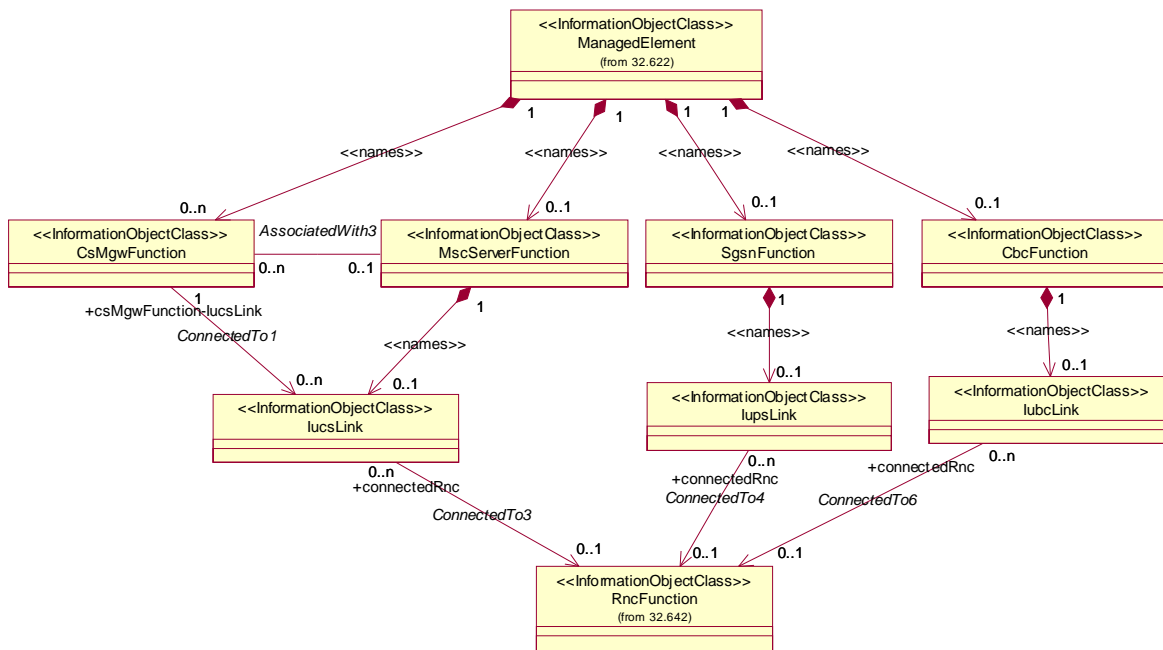 <<InformationObjectClass>>
ManagedElement
(from 32.622)
1
1
1
1
<<names>>
<<names>>
<<names>>
<<names>>
0..n
0..1
0..1
0..1
<<InformationObjectClass>>
CsMgwFunction
AssociatedWith3
0..n
0..1
<<InformationObjectClass>>
MscServerFunction
<<InformationObjectClass>>
SgsnFunction
<<InformationObjectClass>>
CbcFunction
1
+csMgwFunction-IucsLink
ConnectedTo1
0..n
1
<<names>>
0..1
1
<<names>>
0..1
1
<<names>>
0..1
<<InformationObjectClass>>
IucsLink
<<InformationObjectClass>>
IupsLink
<<InformationObjectClass>>
IubcLink
0..n
+connectedRnc
ConnectedTo3
0..1
0..n
+connectedRnc
ConnectedTo4
0..1
0..n
+connectedRnc
ConnectedTo6
0..1
<<InformationObjectClass>>
RncFunction
(from 32.642)